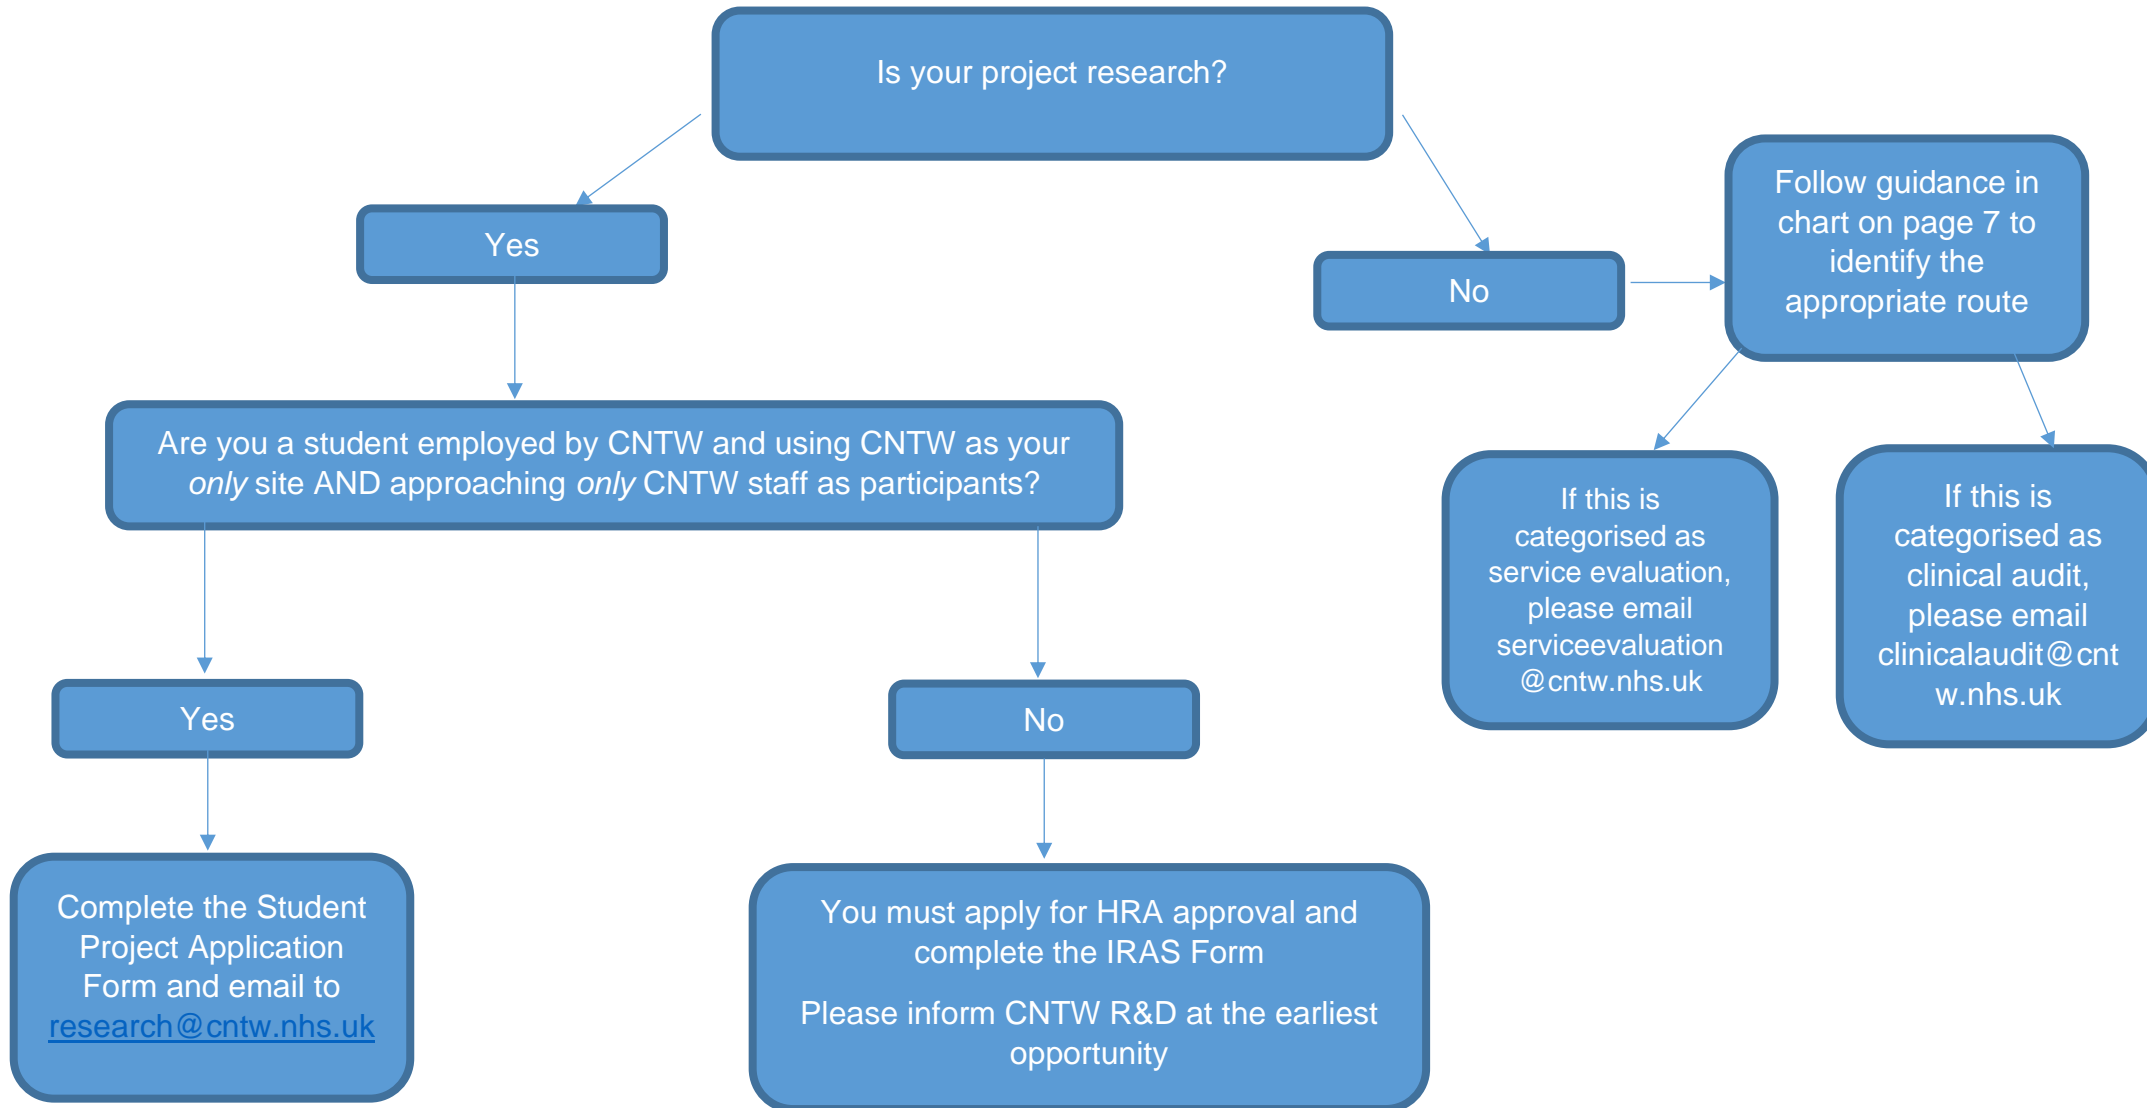 Is your project research?
Yes
No
Follow guidance in
chart on page 7 to
identify the
appropriate route
Are you a student employed by CNTW and using CNTW as your
only site AND approaching only CNTW staff as participants?
If this is
categorised as
service evaluation,
please email
serviceevaluation
@cntw.nhs.uk
If this is
categorised as
clinical audit,
please email
clinicalaudit@cnt
w.nhs.uk
Yes
No
Complete the Student
Project Application
Form and email to
research@cntw.nhs.uk
You must apply for HRA approval and
complete the IRAS Form
Please inform CNTW R&D at the earliest
opportunity